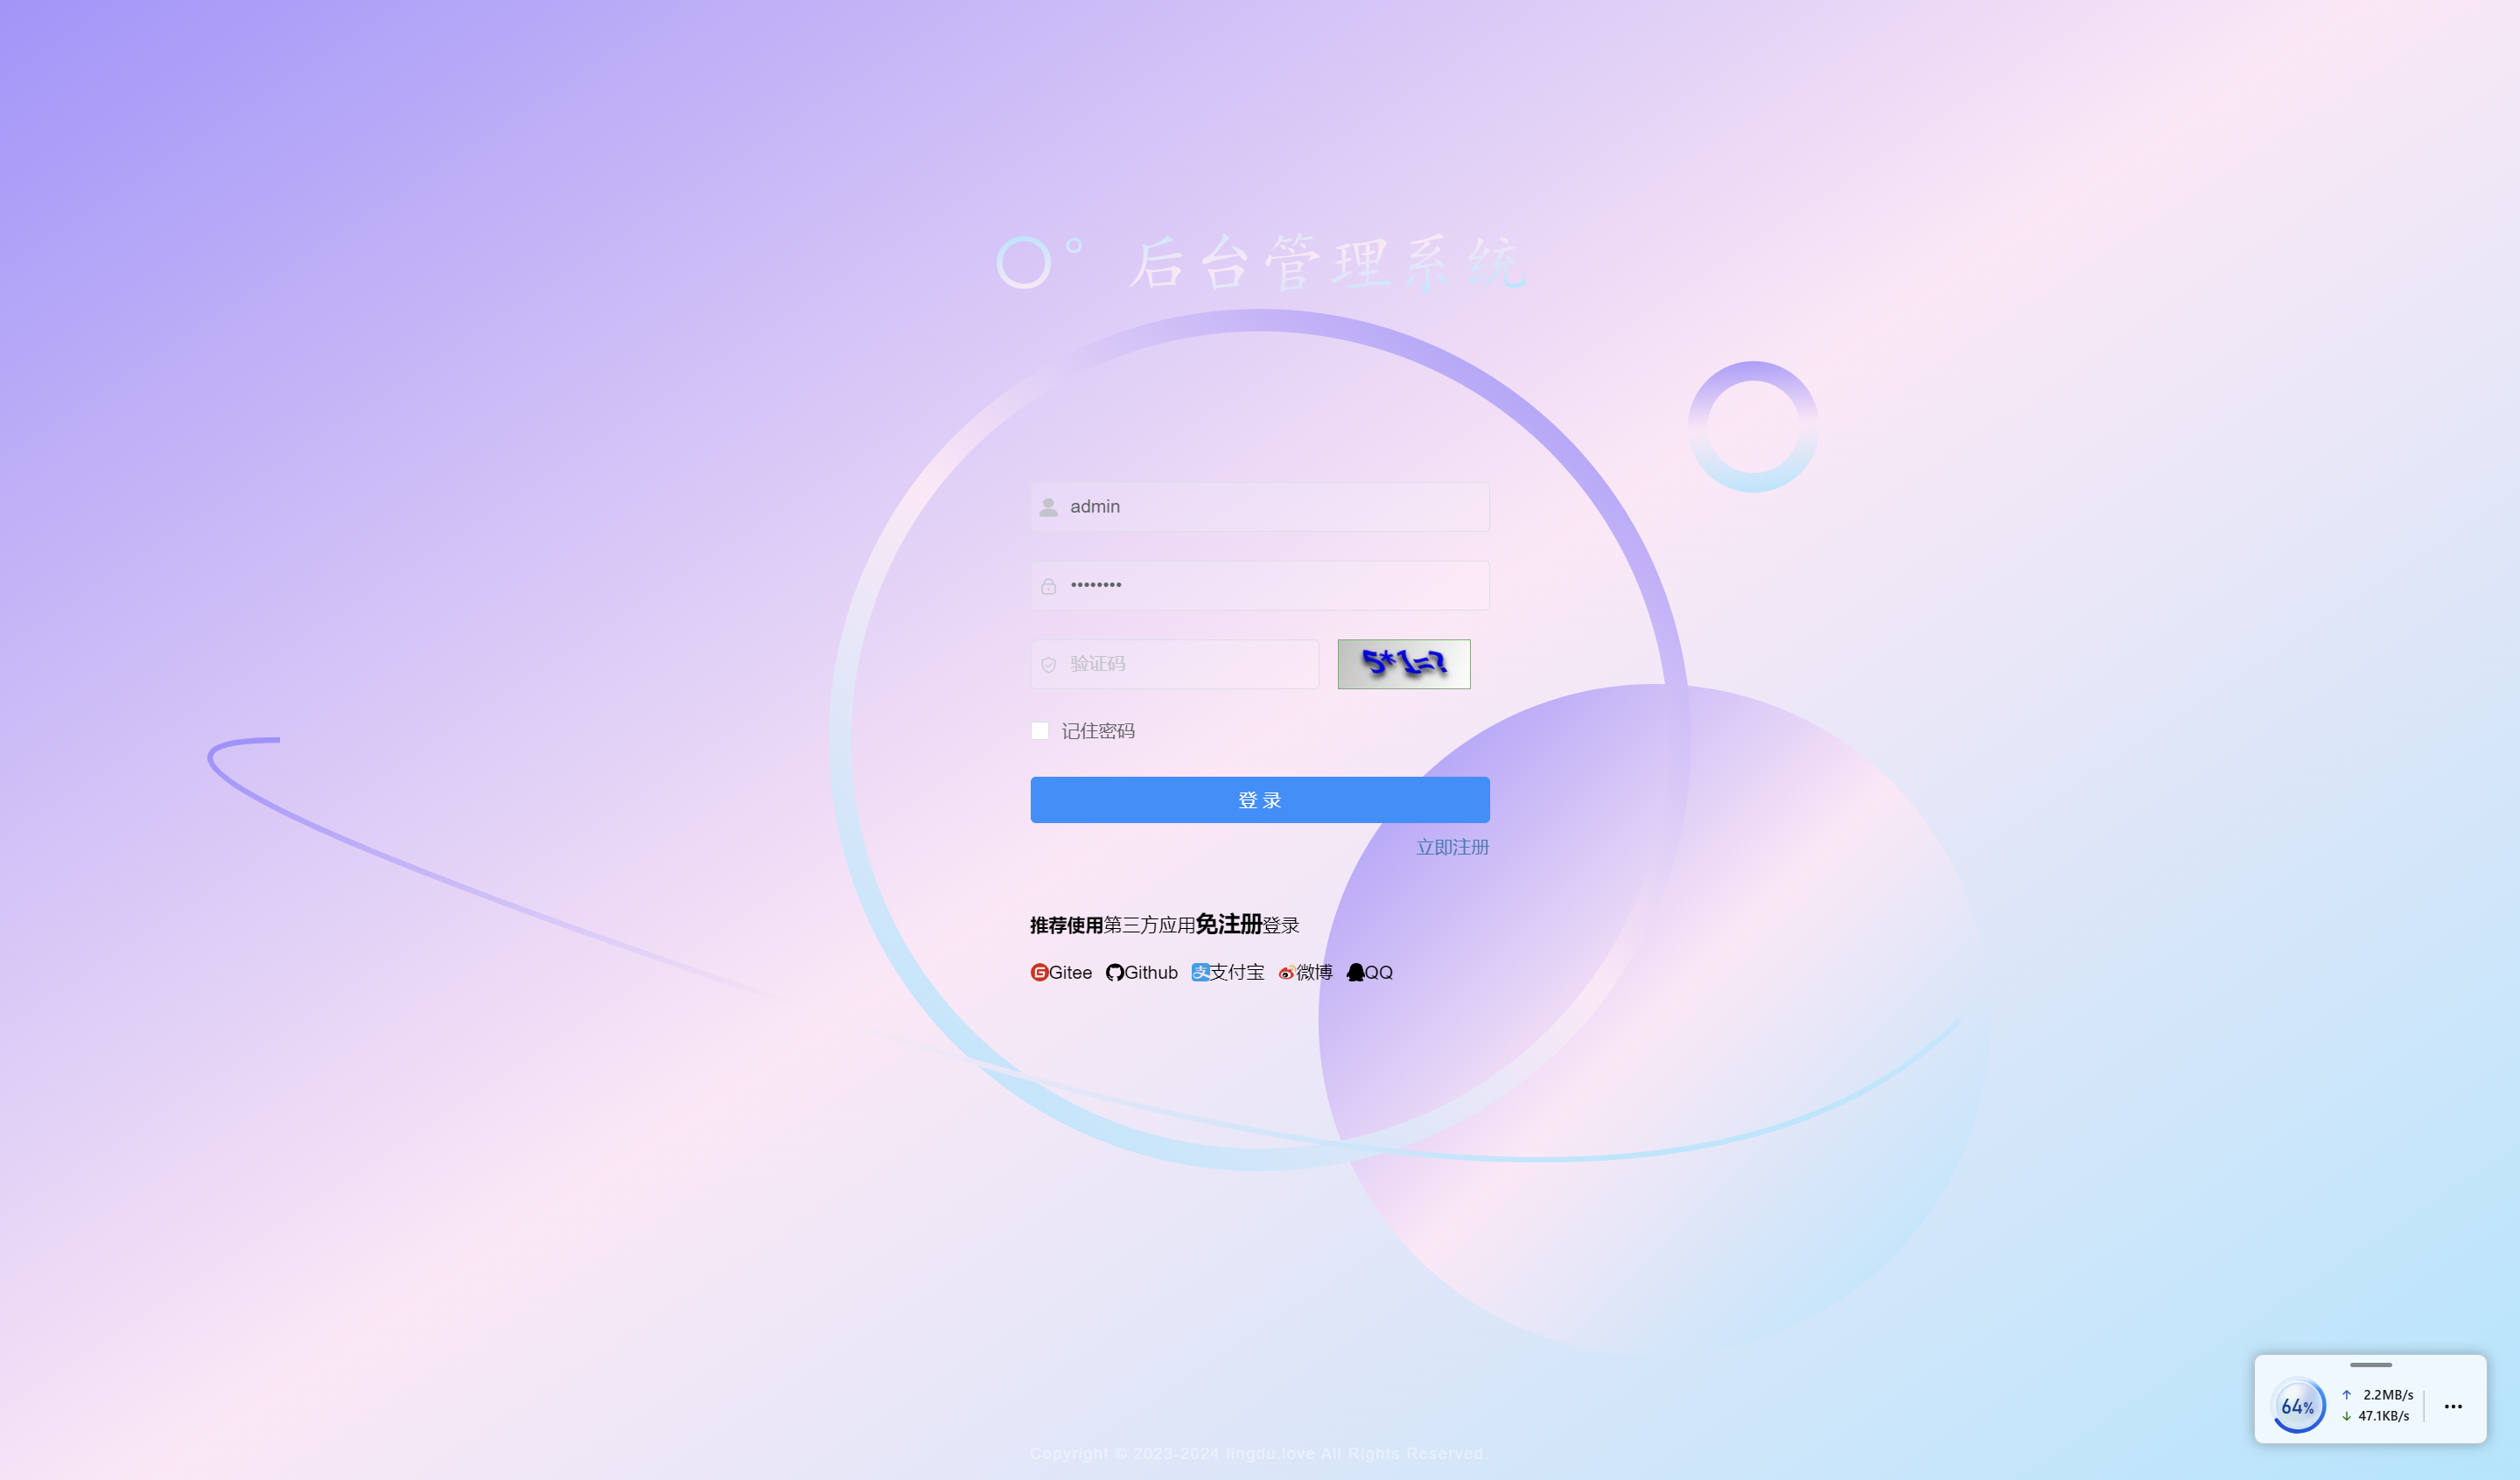 ○° 后台管理系统
admin
••••••••
验证码
5*1=?
记住密码
登 录
立即注册
推荐使用第三方应用免注册登录
Gitee Github 支付宝 微博 QQ
64% ↑ 2.2MB/s
↓ 47.1KB/s
Copyright © 2023-2024 lingdu.love All Rights Reserved.